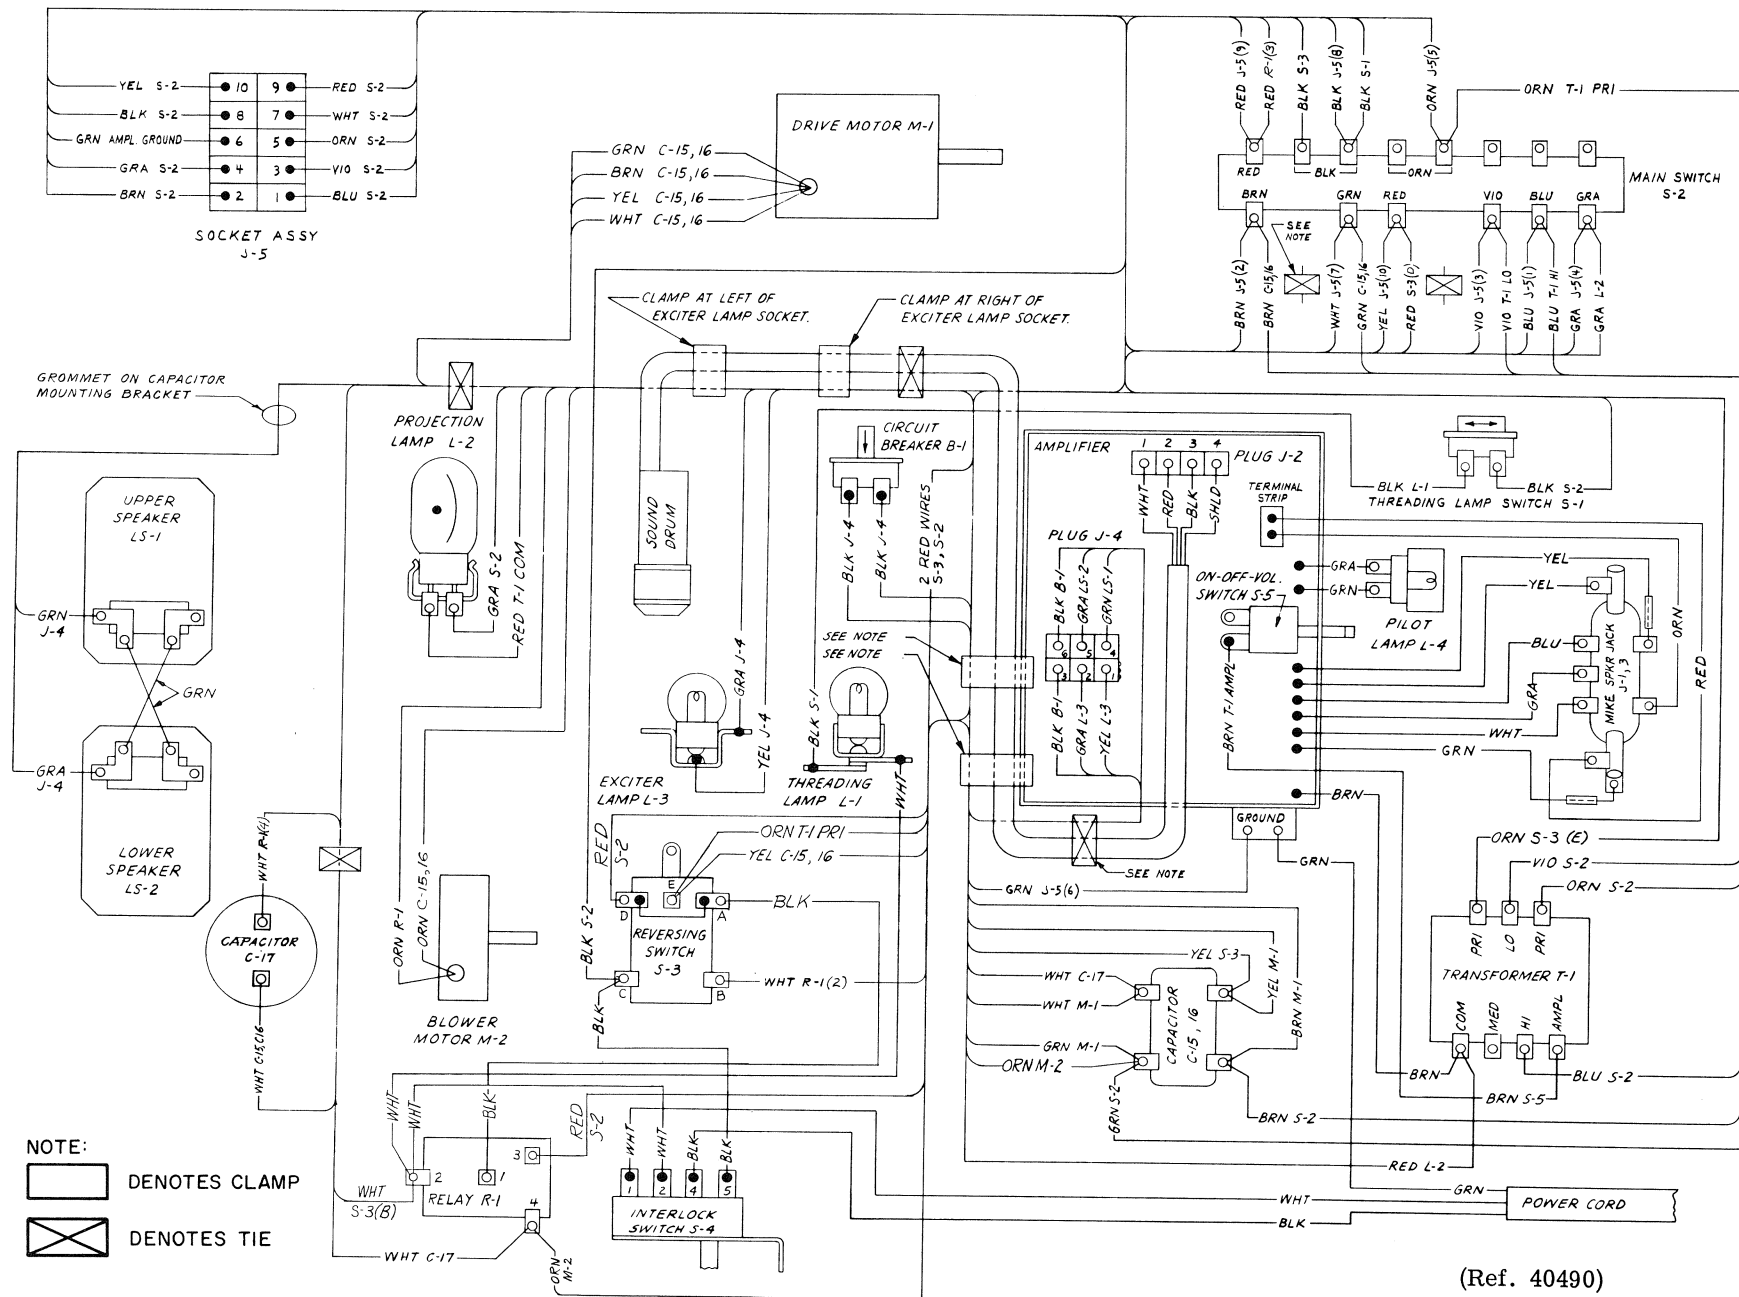 YEL S-2
10
9
RED S-2
BLK S-2
8
7
WHT S-2
GRN AMPL. GROUND
6
5
ORN S-2
GRA S-2
4
3
VIO S-2
BRN S-2
2
1
BLU S-2
SOCKET ASSY
J-5
GRN C-15,16
BRN C-15,16
YEL C-15,16
WHT C-15,16
DRIVE MOTOR M-1
RED J-5(9)
RED R-1(3)
BLK S-3
BLK J-5(8)
BLK S-1
ORN J-5(5)
ORN T-1 PRI
RED
BLK
ORN
MAIN SWITCH
S-2
BRN
GRN
RED
VIO
BLU
GRA
SEE
NOTE
BRN J-5(2)
BRN C-15,16
WHT J-5(7)
GRN C-15,16
YEL J-5(10)
RED S-3(D)
VIO J-5(3)
VIO T-1 LO
BLU J-5(1)
BLU T-1 HI
GRA J-5(4)
GRA L-2
CLAMP AT LEFT OF
EXCITER LAMP SOCKET.
CLAMP AT RIGHT OF
EXCITER LAMP SOCKET.
GROMMET ON CAPACITOR
MOUNTING BRACKET
PROJECTION
LAMP L-2
GRA S-2
RED T-1 COM
SOUND
DRUM
CIRCUIT
BREAKER B-1
BLK J-4
BLK J-4
2 RED WIRES
S-3, S-2
AMPLIFIER
1
2
3
4
PLUG J-2
WHT
RED
BLK
SHLD
TERMINAL
STRIP
BLK L-1
BLK S-2
THREADING LAMP SWITCH S-1
UPPER
SPEAKER
LS-1
GRN
J-4
GRN
GRA
J-4
LOWER
SPEAKER
LS-2
PLUG J-4
BLK B-1
GRA LS-2
GRN LS-1
6
5
4
3
2
1
BLK B-1
GRA L-3
YEL L-3
GRA
GRN
ON-OFF-VOL.
SWITCH S-5
PILOT
LAMP L-4
YEL
YEL
BLU
GRA
WHT
GRN
BRN
MIKE SPKR JACK
J-1,3
ORN
RED
BRN T-1 AMPL
SEE NOTE
SEE NOTE
GRA J-4
YEL J-4
BLK S-1
WHT
EXCITER
LAMP L-3
THREADING
LAMP L-1
GROUND
GRN
SEE NOTE
GRN J-5(6)
WHT R-1(4)
CAPACITOR
C-17
WHT C-15,C16
ORN R-1
ORN C-15,16
BLOWER
MOTOR M-2
RED
S-2
ORN T-1 PRI
YEL C-15,16
E
D
A
BLK
REVERSING
SWITCH
S-3
C
B
WHT R-1(2)
BLK S-2
BLK
WHT C-17
WHT M-1
GRN M-1
ORN M-2
CAPACITOR
C-15, 16
YEL S-3
YEL M-1
BRN M-1
GRN S-2
BRN S-2
ORN S-3 (E)
VIO S-2
ORN S-2
PRI
LO
PRI
TRANSFORMER T-1
COM
MED
HI
AMPL
BRN
BLU S-2
BRN S-5
WHT
WHT
BLK
RED
S-2
3
2
1
RELAY R-1
4
WHT
S-3(B)
WHT C-17
ORN
M-2
WHT
WHT
BLK
BLK
1
2
4
5
INTERLOCK
SWITCH S-4
RED L-2
GRN
WHT
BLK
POWER CORD
NOTE:
DENOTES CLAMP
DENOTES TIE
(Ref. 40490)